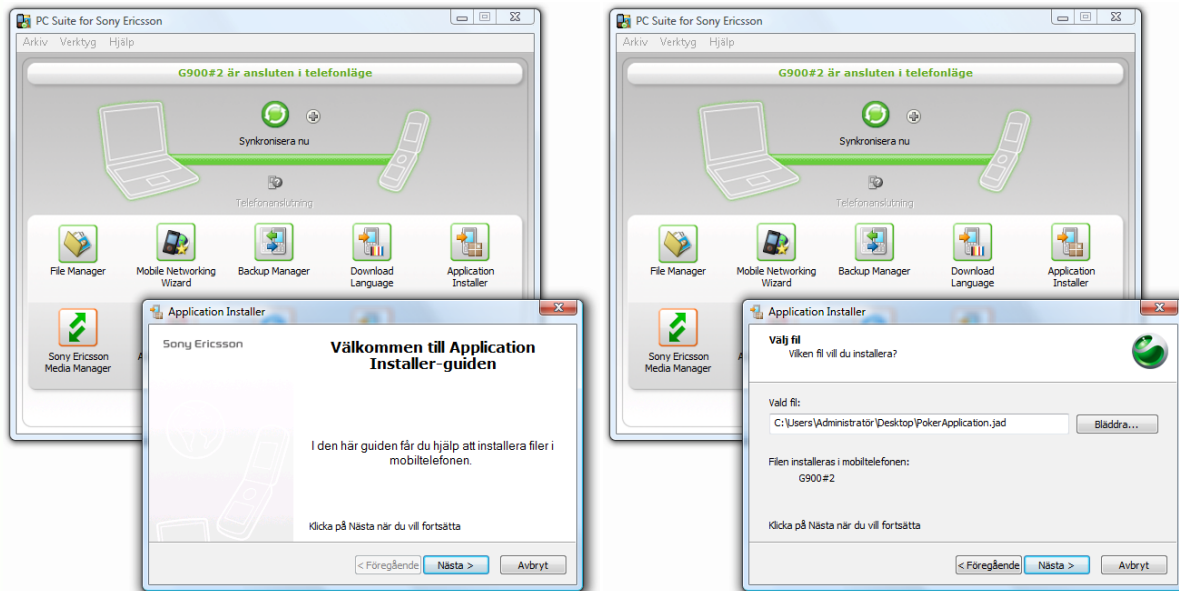 PC Suite for Sony Ericsson
Arkiv Verktyg Hjälp
G900#2 är ansluten i telefonläge
Synkronisera nu
Telefonanslutning
File Manager
Mobile Networking
Wizard
Backup Manager
Download
Language
Application
Installer
Sony Ericsson
Media Manager
Application Installer
Sony Ericsson
Välkommen till Application
Installer-guiden
I den här guiden får du hjälp att installera filer i
mobiltelefonen.
Klicka på Nästa när du vill fortsätta
< Föregående Nästa > Avbryt
PC Suite for Sony Ericsson
Arkiv Verktyg Hjälp
G900#2 är ansluten i telefonläge
Synkronisera nu
Telefonanslutning
File Manager
Mobile Networking
Wizard
Backup Manager
Download
Language
Application
Installer
Sony Ericsson
Media Manager
Application Installer
Välj fil
Vilken fil vill du installera?
Vald fil:
C:\Users\Administratör\Desktop\PokerApplication.jad
Bläddra...
Filen installeras i mobiltelefonen:
G900#2
Klicka på Nästa när du vill fortsätta
< Föregående Nästa > Avbryt